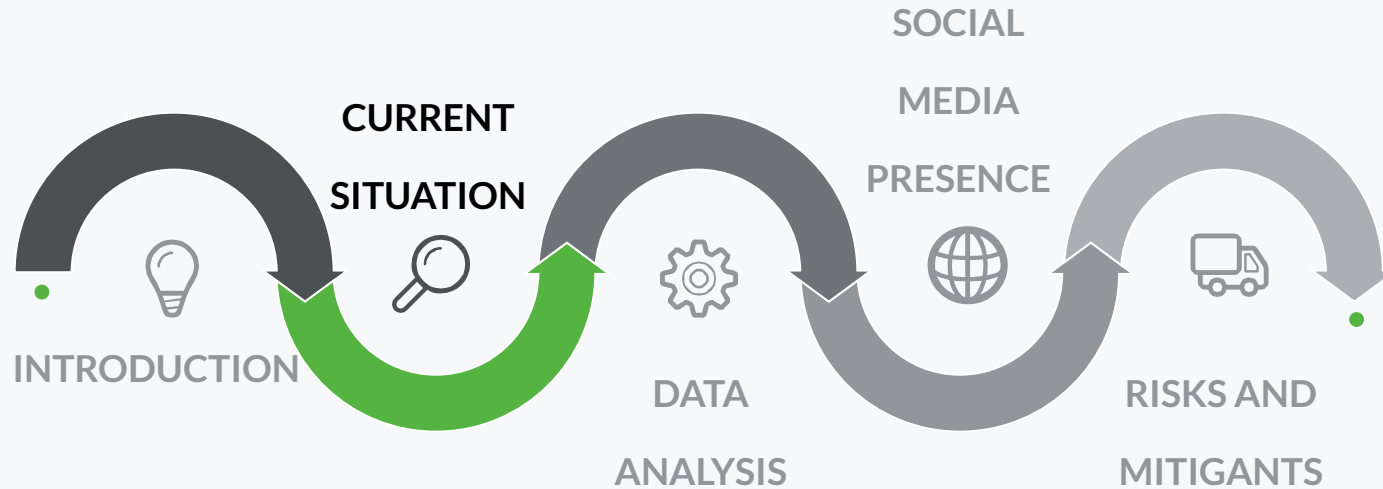 INTRODUCTION
CURRENT
SITUATION
DATA
ANALYSIS
SOCIAL
MEDIA
PRESENCE
RISKS AND
MITIGANTS